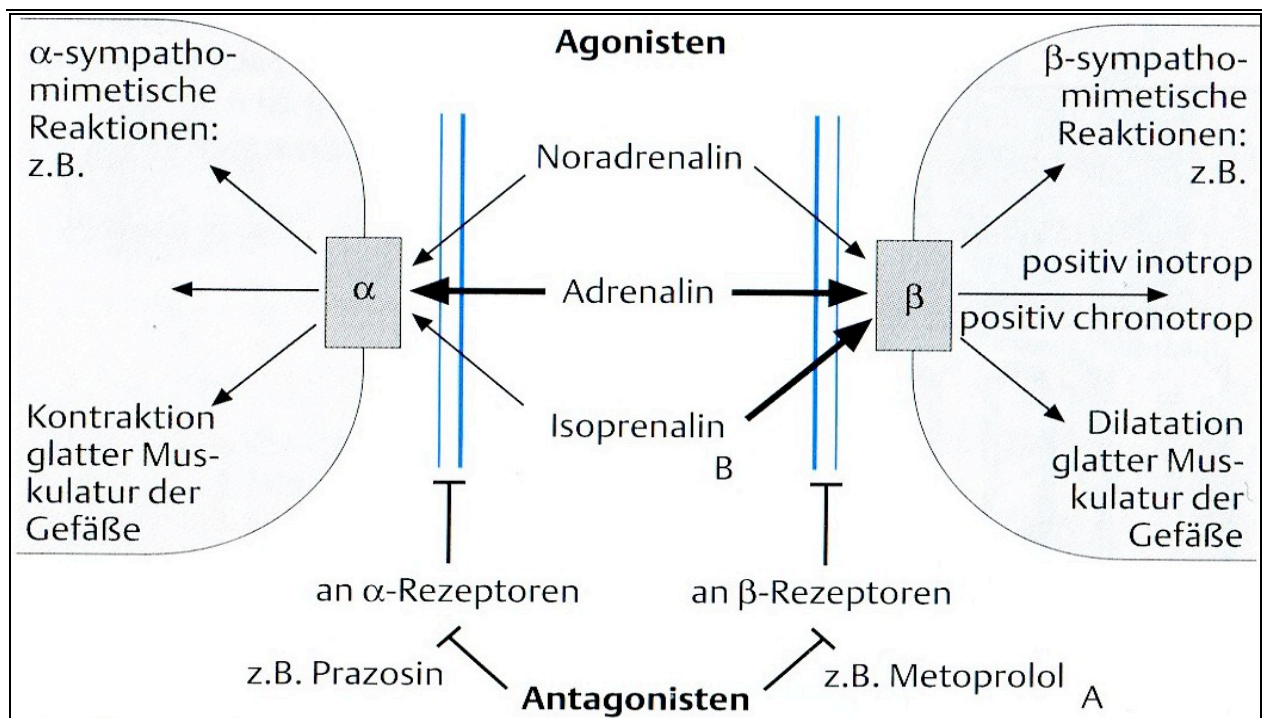 Agonisten
α-sympatho-
mimetische
Reaktionen:
z.B.
β-sympatho-
mimetische
Reaktionen:
z.B.
Noradrenalin
α
Adrenalin
β
positiv inotrop
positiv chronotrop
Isoprenalin
B
Kontraktion
glatter Mus-
kulatur der
Gefäße
Dilatation
glatter Mus-
kulatur der
Gefäße
an α-Rezeptoren
an β-Rezeptoren
z.B. Prazosin
Antagonisten
z.B. Metoprolol
A